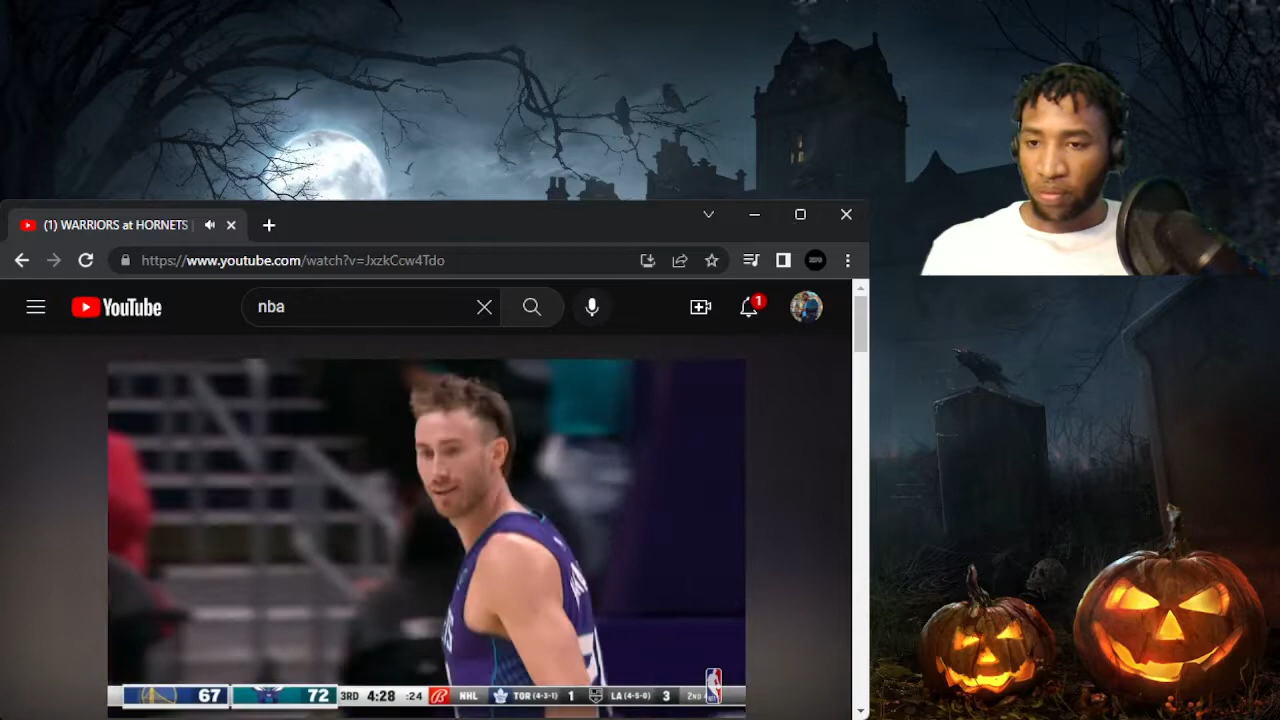 (1) WARRIORS at HORNETS
https://www.youtube.com/watch?v=JxzkCcw4Tdo
YouTube
nba
1
67 72 3RD 4:28 :24 NHL TOR (4-3-1) 1 LA (4-5-0) 3 2ND